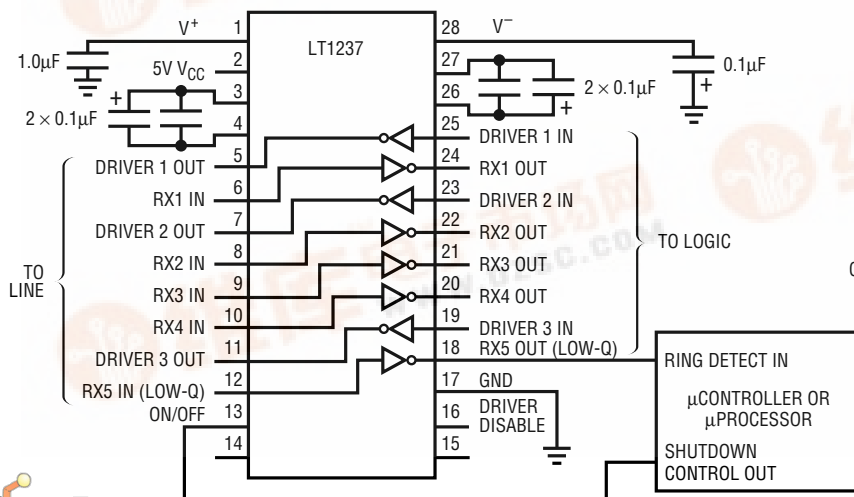 LT1237
V+ 1
2
5V VCC
3
4
5
DRIVER 1 OUT
6
RX1 IN
7
DRIVER 2 OUT
8
RX2 IN
9
RX3 IN
10
RX4 IN
11
DRIVER 3 OUT
12
RX5 IN (LOW-Q)
13
ON/OFF
14
1.0µF
+
2 × 0.1µF
TO
LINE
28 V–
27
26
25
DRIVER 1 IN
24
RX1 OUT
23
DRIVER 2 IN
22
RX2 OUT
21
RX3 OUT
20
RX4 OUT
19
DRIVER 3 IN
18
RX5 OUT (LOW-Q)
17
GND
16
DRIVER
DISABLE
15
2 × 0.1µF
+
0.1µF
+
TO LOGIC
RING DETECT IN
µCONTROLLER OR
µPROCESSOR
SHUTDOWN
CONTROL OUT